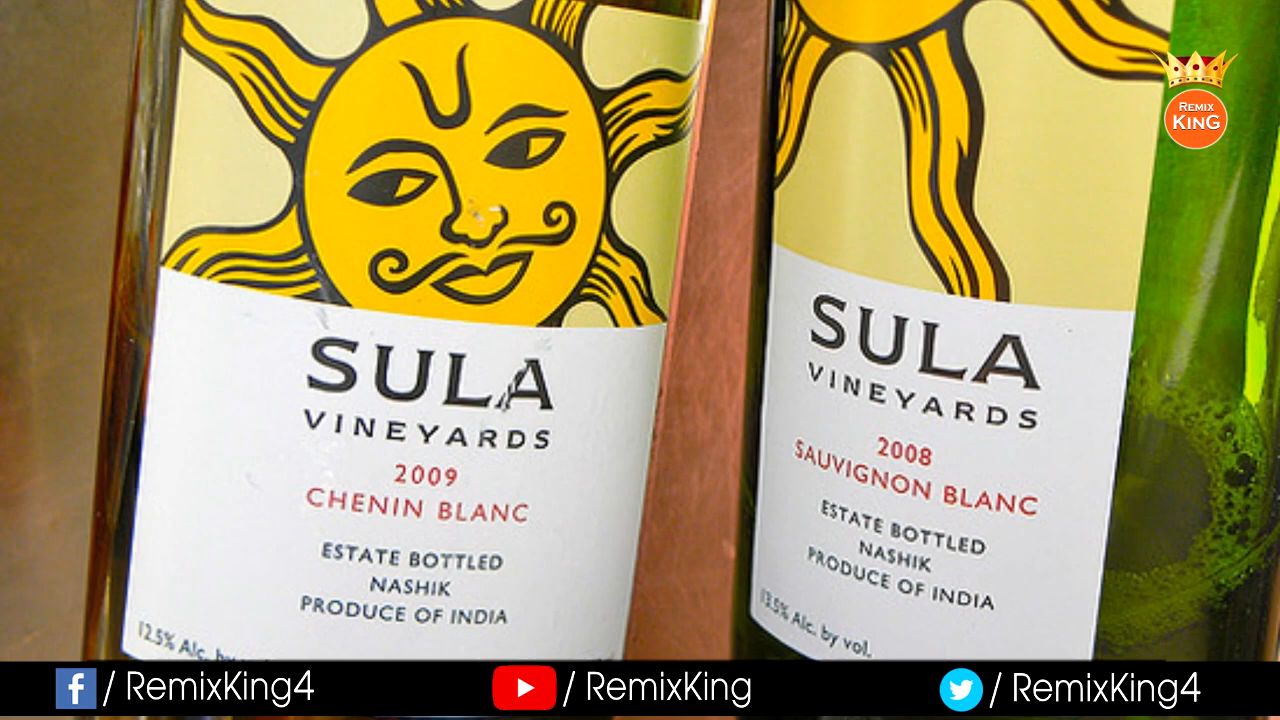 SULA
VINEYARDS
2009
CHENIN BLANC
ESTATE BOTTLED
NASHIK
PRODUCE OF INDIA
12.5% Alc. by
SULA
VINEYARDS
2008
SAUVIGNON BLANC
ESTATE BOTTLED
NASHIK
PRODUCE OF INDIA
13.5% Alc. by vol.
REMIX
KING
/ RemixKing4
/ RemixKing
/ RemixKing4